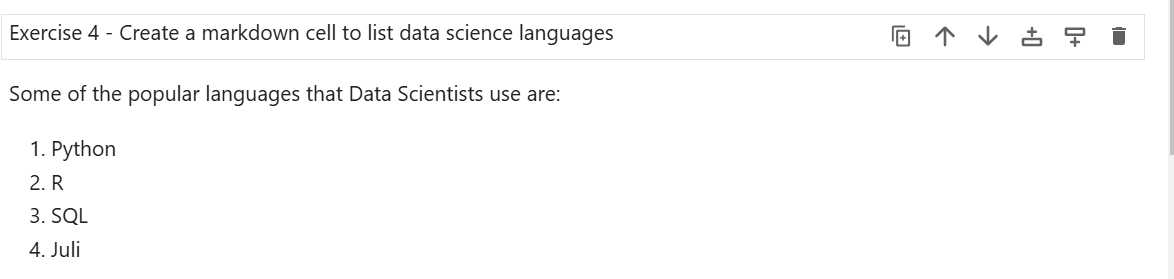 Exercise 4 - Create a markdown cell to list data science languages
Some of the popular languages that Data Scientists use are:
1. Python
2. R
3. SQL
4. Juli